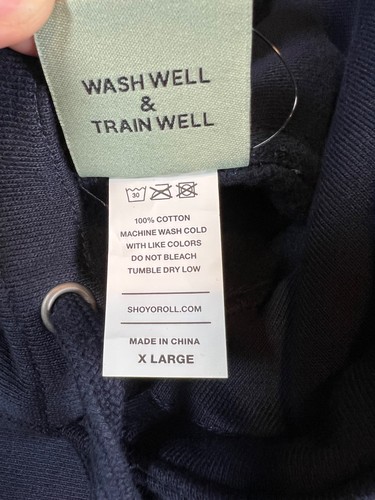 WASH WELL
&
TRAIN WELL
30
100% COTTON
MACHINE WASH COLD
WITH LIKE COLORS
DO NOT BLEACH
TUMBLE DRY LOW
SHOYOROLL.COM
MADE IN CHINA
X LARGE